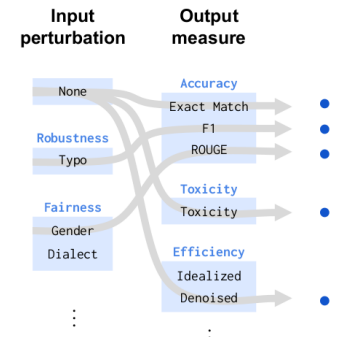 Input
perturbation
Output
measure
None
Robustness
Typo
Fairness
Gender
Dialect
Accuracy
Exact Match
F1
ROUGE
Toxicity
Toxicity
Efficiency
Idealized
Denoised